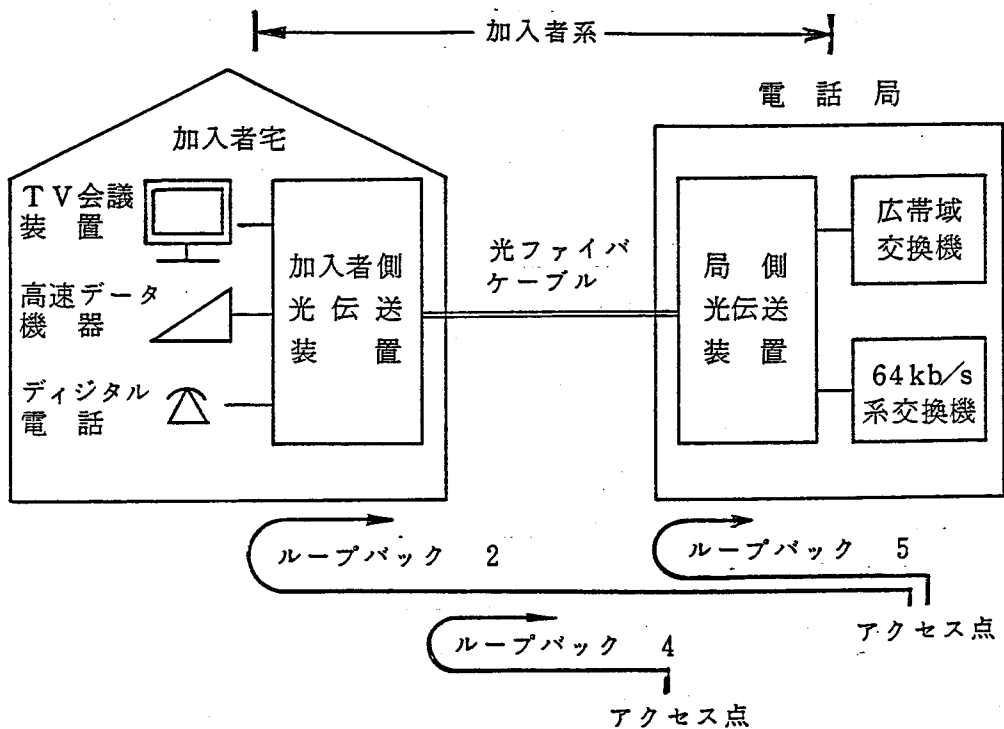 加入者系
電話局
加入者宅
TV会議
装置
高速データ
機器
ディジタル
電話
加入者側
光伝送
装置
光ファイバ
ケーブル
局側
光伝送
装置
広帯域
交換機
64kb/s
系交換機
ループバック 2
ループバック 5
アクセス点
ループバック 4
アクセス点